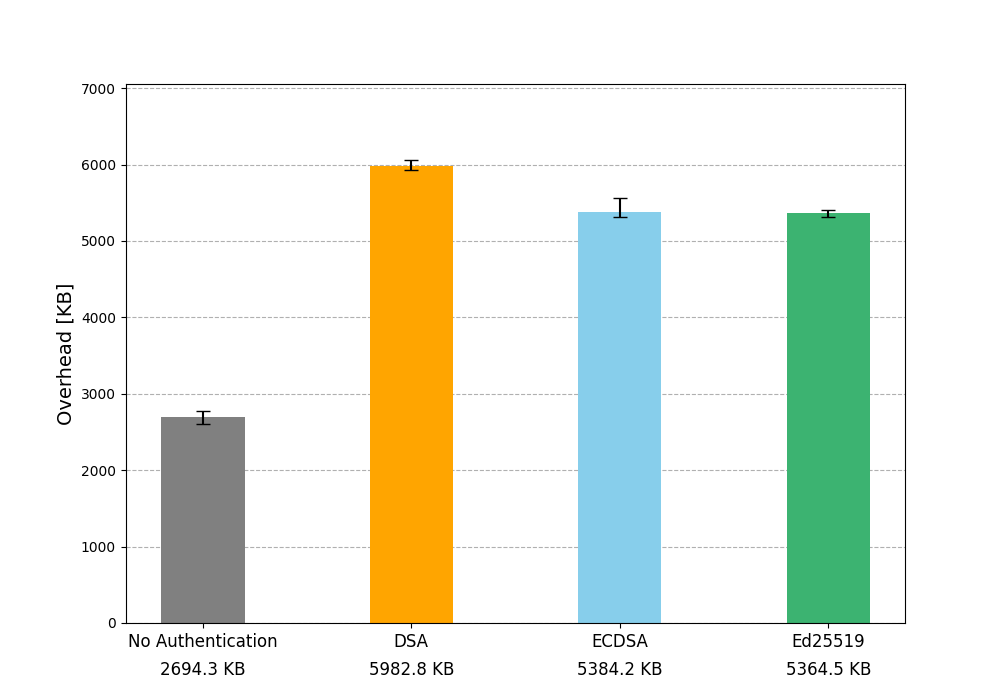 7000
6000
5000
4000
3000
2000
1000
0
Overhead [KB]
No Authentication DSA ECDSA Ed25519
2694.3 KB 5982.8 KB 5384.2 KB 5364.5 KB